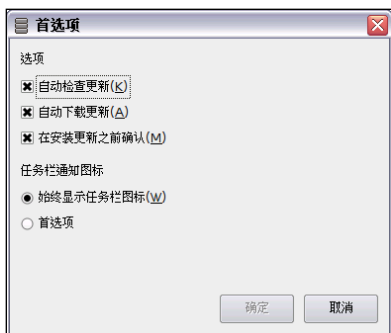 首选项
选项
自动检查更新(K)
自动下载更新(A)
在安装更新之前确认(M)
任务栏通知图标
始终显示任务栏图标(W)
首选项
确定 取消